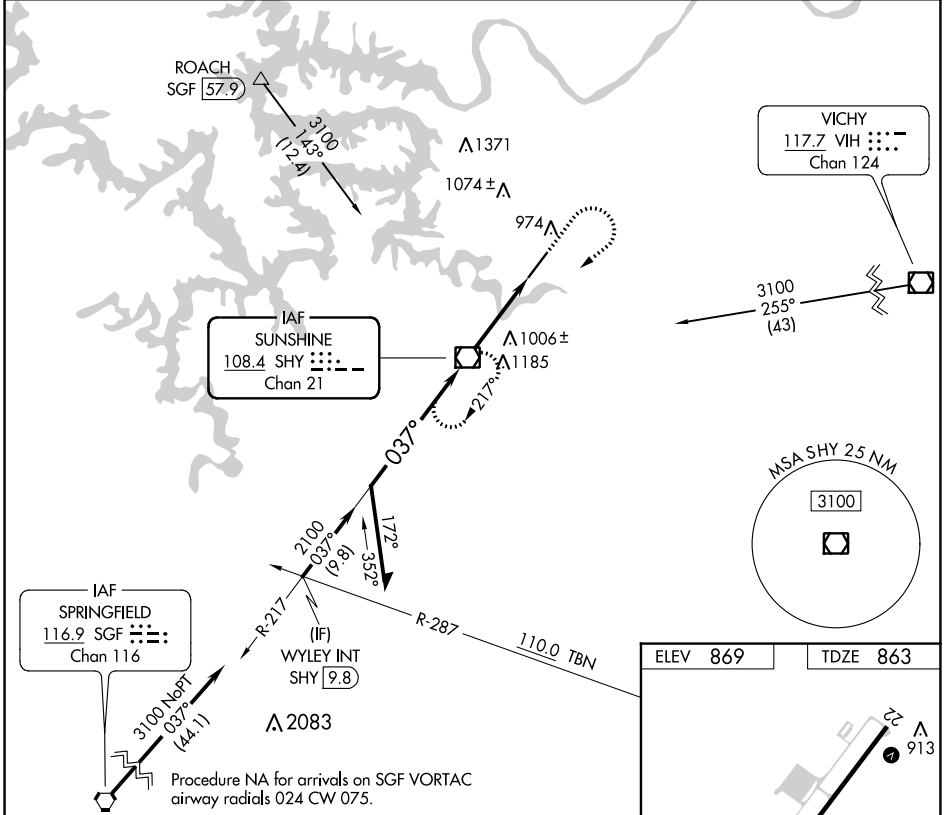 ROACH
SGF 57.9
3100
143°
(12.4)
1371
1074 ±
974
VICHY
117.7 VIH
Chan 124
3100
255°
(43)
IAF
SUNSHINE
108.4 SHY
Chan 21
1006 ±
1185
217°
037°
MSA SHY 25 NM
3100
2100
037°
(9.8)
172°
352°
IAF
SPRINGFIELD
116.9 SGF
Chan 116
R-217
(IF)
WYLEY INT
SHY 9.8
R-287
110.0 TBN
3100 NoPT
037°
(44.1)
2083
Procedure NA for arrivals on SGF VORTAC
airway radials 024 CW 075.
ELEV 869
TDZE 863
22
913
V